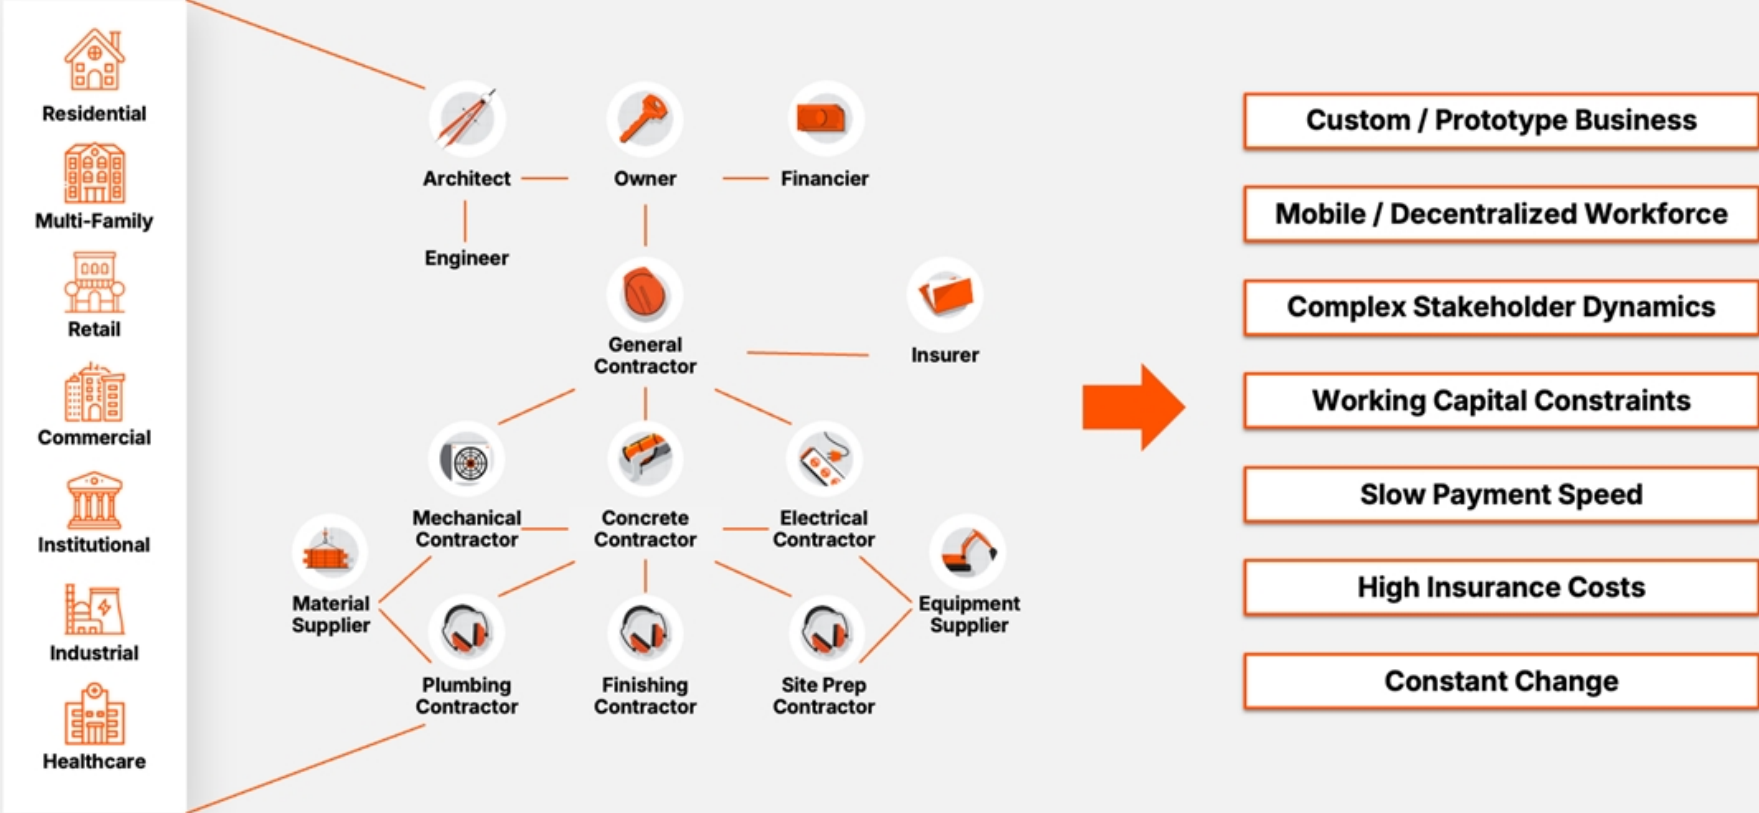 Residential
Multi-Family
Retail
Commercial
Institutional
Industrial
Healthcare
Architect
Owner
Financier
Engineer
General
Contractor
Insurer
Mechanical
Contractor
Concrete
Contractor
Electrical
Contractor
Material
Supplier
Equipment
Supplier
Plumbing
Contractor
Finishing
Contractor
Site Prep
Contractor
Custom / Prototype Business
Mobile / Decentralized Workforce
Complex Stakeholder Dynamics
Working Capital Constraints
Slow Payment Speed
High Insurance Costs
Constant Change